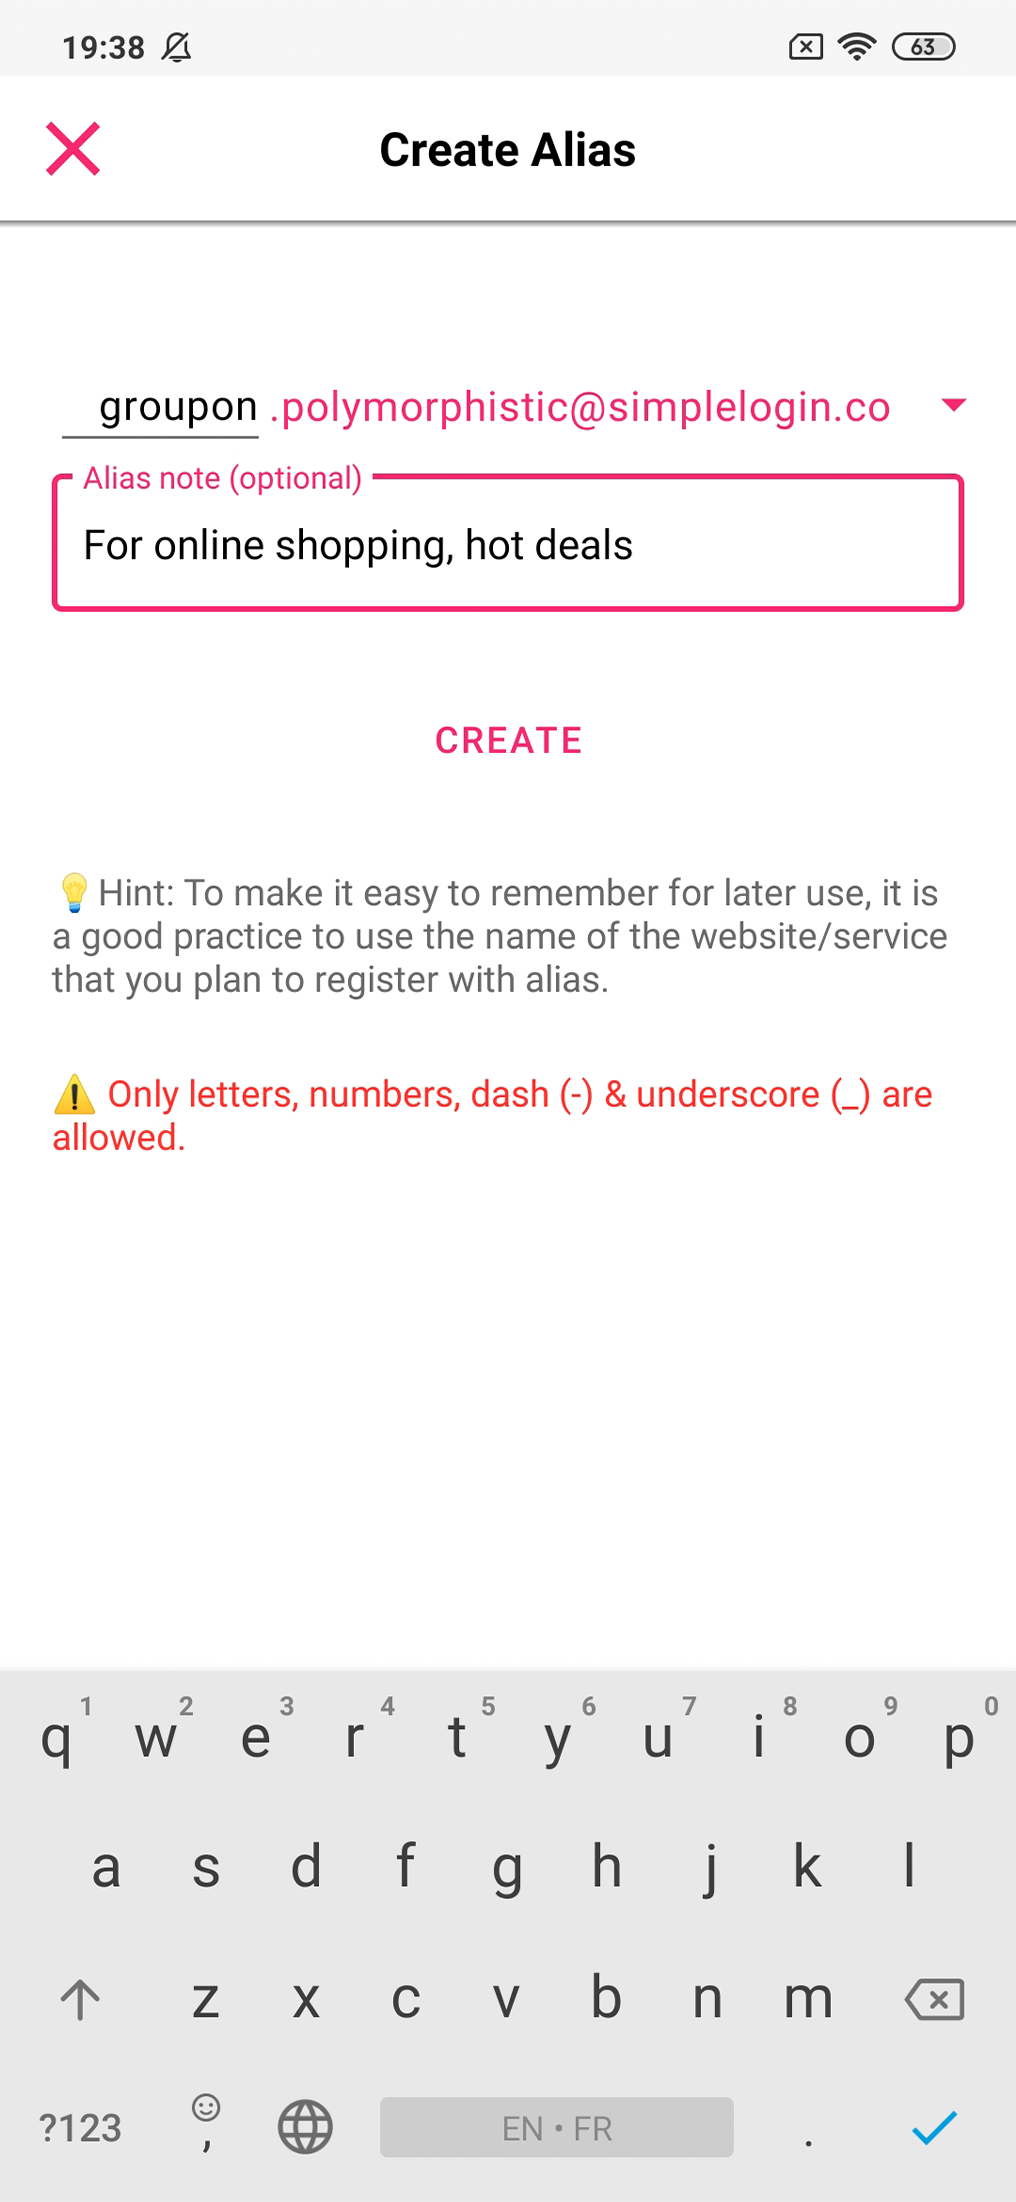 19:38
63
Create Alias
groupon .polymorphistic@simplelogin.co
Alias note (optional)
For online shopping, hot deals
CREATE
💡Hint: To make it easy to remember for later use, it is
a good practice to use the name of the website/service
that you plan to register with alias.
⚠️ Only letters, numbers, dash (-) & underscore (_) are
allowed.
1 2 3 4 5 6 7 8 9 0
q w e r t y u i o p
a s d f g h j k l
z x c v b n m
?123 , EN • FR .